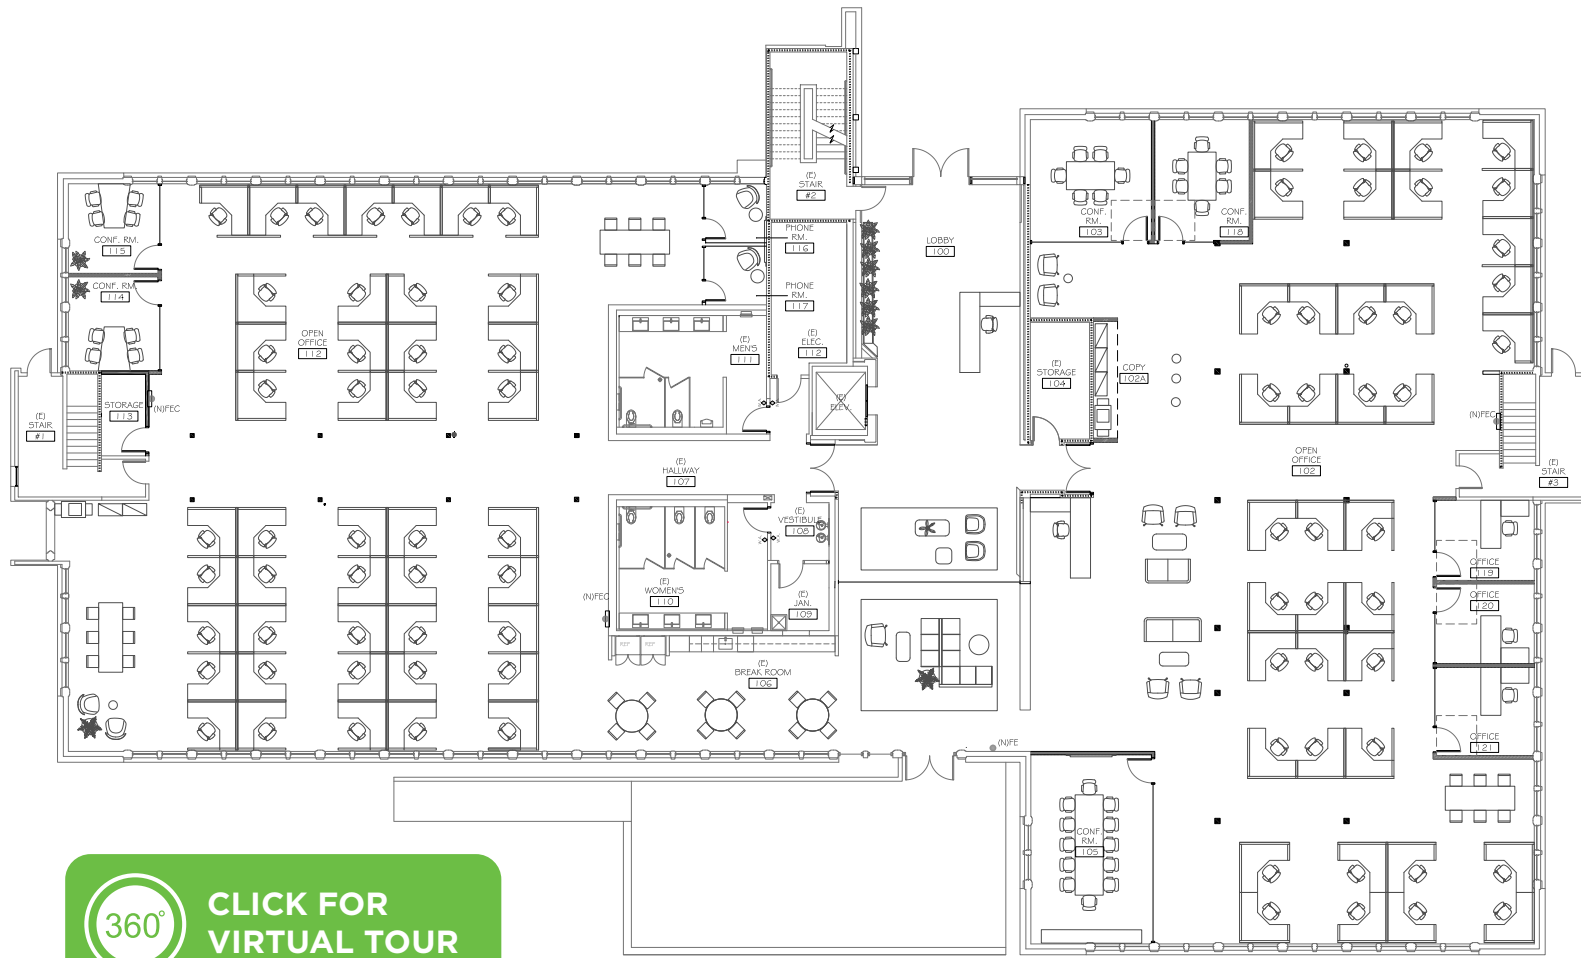 (E)
STAIR
#2
CONF. RM.
115
CONF. RM.
114
PHONE
RM.
116
PHONE
RM.
117
LOBBY
100
CONF.
RM.
103
CONF.
RM.
118
OPEN
OFFICE
112
(E)
MEN'S
111
(E)
ELEC.
112
(E)
ELEV.
(E)
STORAGE
104
COPY
102A
STORAGE
113
(N)FEC
(E)
STAIR
#1
(N)FEC
(E)
HALLWAY
107
OPEN
OFFICE
102
(E)
STAIR
#3
(E)
VESTIBULE
108
(E)
WOMEN'S
110
(E)
JAN.
109
(N)FEC
REF
REF
(E)
BREAK ROOM
106
OFFICE
119
OFFICE
120
OFFICE
121
(N)FE
CONF.
RM.
105
360°
CLICK FOR
VIRTUAL TOUR